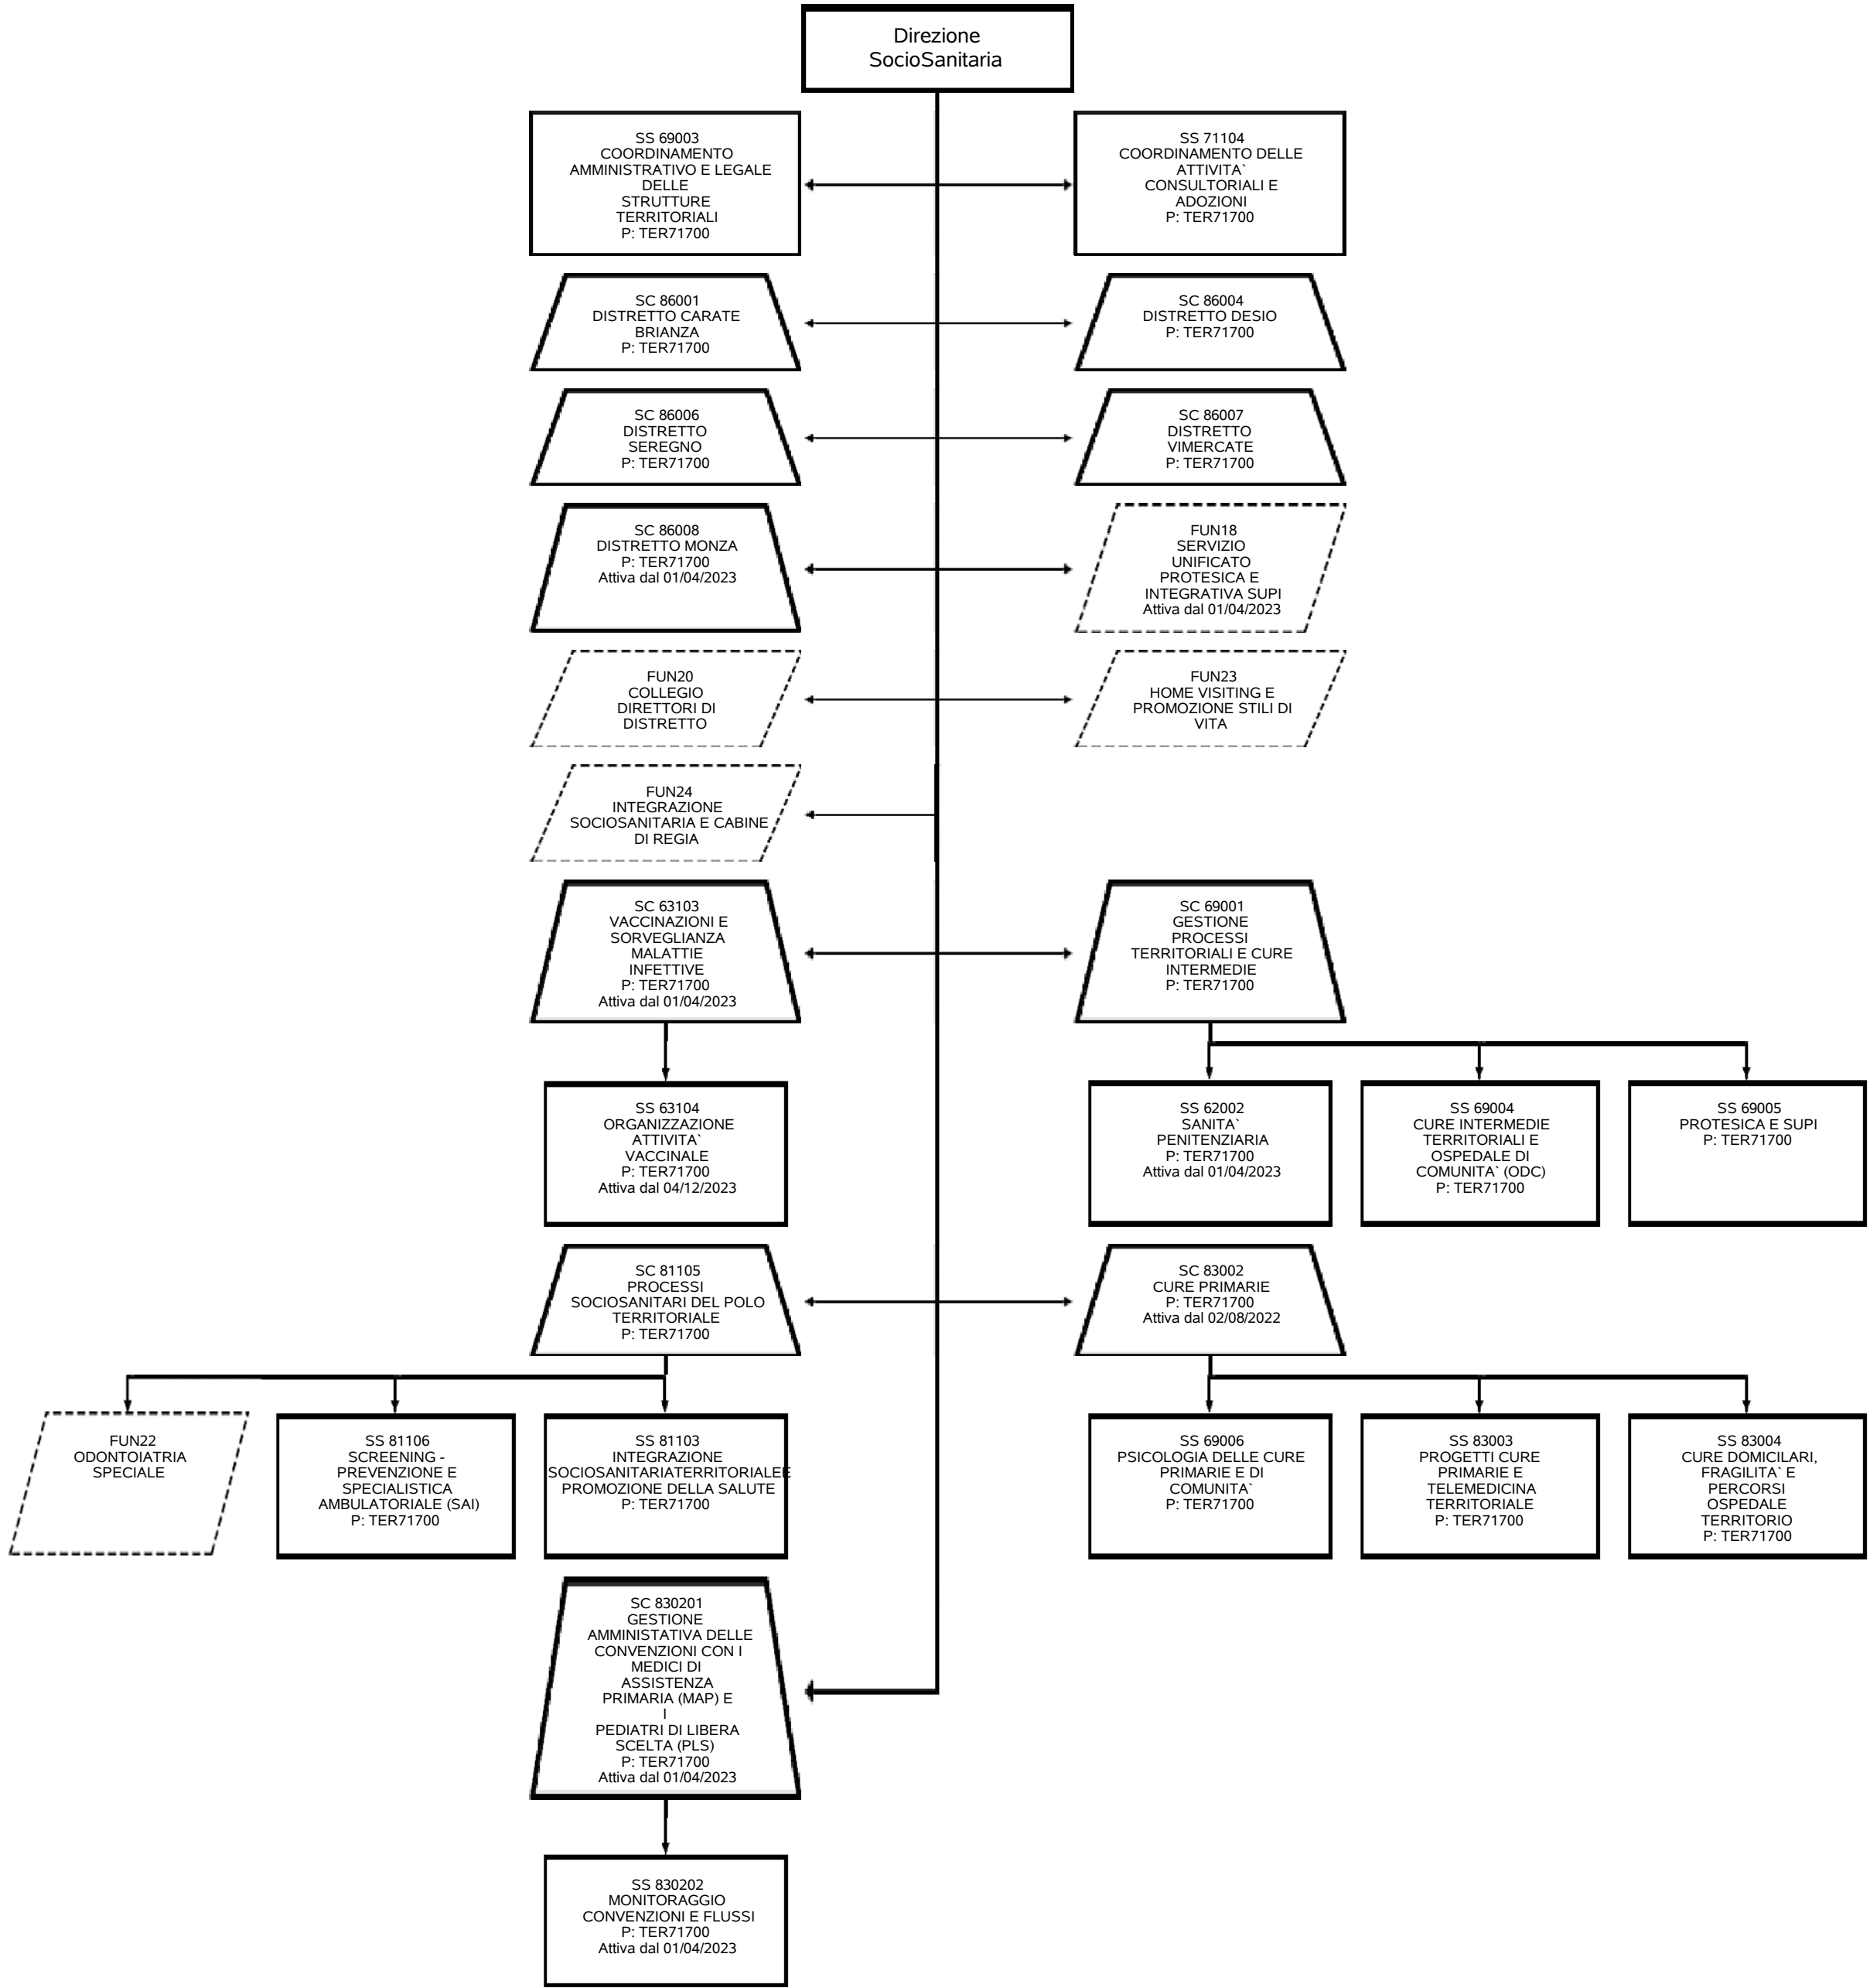 Direzione
SocioSanitaria
SS 69003
COORDINAMENTO
AMMINISTRATIVO E LEGALE
DELLE
STRUTTURE
TERRITORIALI
P: TER71700
SS 71104
COORDINAMENTO DELLE
ATTIVITA`
CONSULTORIALI E
ADOZIONI
P: TER71700
SC 86001
DISTRETTO CARATE
BRIANZA
P: TER71700
SC 86004
DISTRETTO DESIO
P: TER71700
SC 86006
DISTRETTO
SEREGNO
P: TER71700
SC 86007
DISTRETTO
VIMERCATE
P: TER71700
SC 86008
DISTRETTO MONZA
P: TER71700
Attiva dal 01/04/2023
FUN18
SERVIZIO
UNIFICATO
PROTESICA E
INTEGRATIVA SUPI
Attiva dal 01/04/2023
FUN20
COLLEGIO
DIRETTORI DI
DISTRETTO
FUN23
HOME VISITING E
PROMOZIONE STILI DI
VITA
FUN24
INTEGRAZIONE
SOCIOSANITARIA E CABINE
DI REGIA
SC 63103
VACCINAZIONI E
SORVEGLIANZA
MALATTIE
INFETTIVE
P: TER71700
Attiva dal 01/04/2023
SC 69001
GESTIONE
PROCESSI
TERRITORIALI E CURE
INTERMEDIE
P: TER71700
SS 63104
ORGANIZZAZIONE
ATTIVITA`
VACCINALE
P: TER71700
Attiva dal 04/12/2023
SS 62002
SANITA`
PENITENZIARIA
P: TER71700
Attiva dal 01/04/2023
SS 69004
CURE INTERMEDIE
TERRITORIALI E
OSPEDALE DI
COMUNITA` (ODC)
P: TER71700
SS 69005
PROTESICA E SUPI
P: TER71700
SC 81105
PROCESSI
SOCIOSANITARI DEL POLO
TERRITORIALE
P: TER71700
SC 83002
CURE PRIMARIE
P: TER71700
Attiva dal 02/08/2022
FUN22
ODONTOIATRIA
SPECIALE
SS 81106
SCREENING -
PREVENZIONE E
SPECIALISTICA
AMBULATORIALE (SAI)
P: TER71700
SS 81103
INTEGRAZIONE
SOCIOSANITARIATERRITORIALEE
PROMOZIONE DELLA SALUTE
P: TER71700
SS 69006
PSICOLOGIA DELLE CURE
PRIMARIE E DI
COMUNITA`
P: TER71700
SS 83003
PROGETTI CURE
PRIMARIE E
TELEMEDICINA
TERRITORIALE
P: TER71700
SS 83004
CURE DOMICILARI,
FRAGILITA` E
PERCORSI
OSPEDALE
TERRITORIO
P: TER71700
SC 830201
GESTIONE
AMMINISTATIVA DELLE
CONVENZIONI CON I
MEDICI DI
ASSISTENZA
PRIMARIA (MAP) E
I
PEDIATRI DI LIBERA
SCELTA (PLS)
P: TER71700
Attiva dal 01/04/2023
SS 830202
MONITORAGGIO
CONVENZIONI E FLUSSI
P: TER71700
Attiva dal 01/04/2023